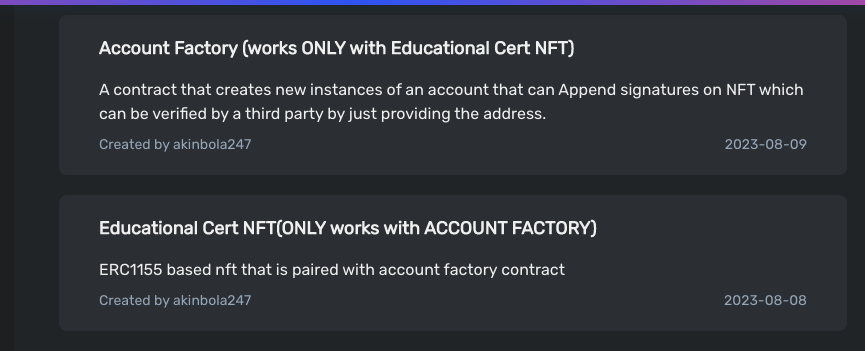 Account Factory (works ONLY with Educational Cert NFT)
A contract that creates new instances of an account that can Append signatures on NFT which
can be verified by a third party by just providing the address.
Created by akinbola247
2023-08-09
Educational Cert NFT(ONLY works with ACCOUNT FACTORY)
ERC1155 based nft that is paired with account factory contract
Created by akinbola247
2023-08-08